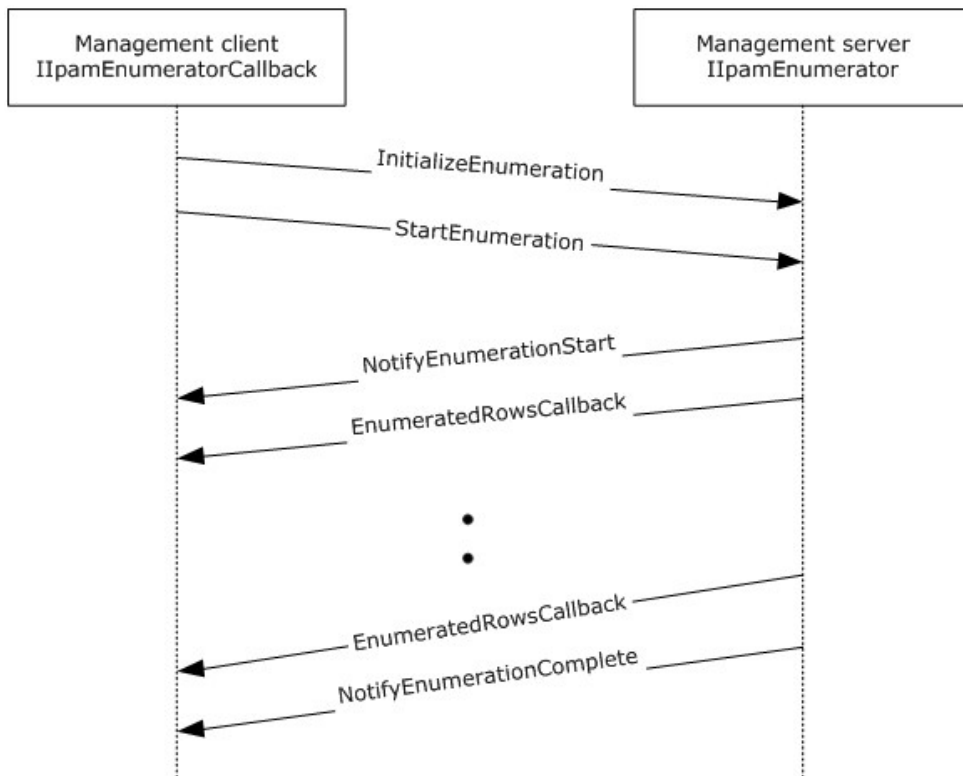 Management client
IIpamEnumeratorCallback
Management server
IIpamEnumerator
InitializeEnumeration
StartEnumeration
NotifyEnumerationStart
EnumeratedRowsCallback
EnumeratedRowsCallback
NotifyEnumerationComplete